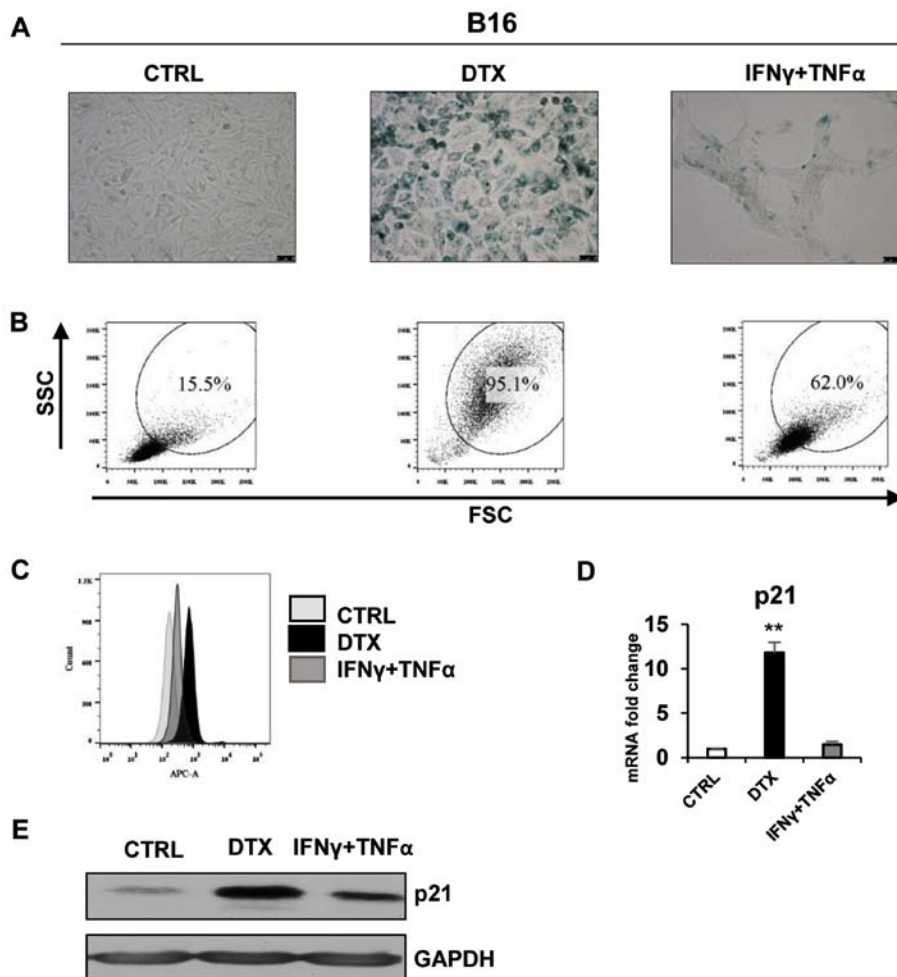 A
B16
CTRL
DTX
IFNγ+TNFα
B
SSC
15.5%
95.1%
62.0%
FSC
C
Count
APC-A
CTRL
DTX
IFNγ+TNFα
D
p21
**
mRNA fold change
15
10
5
0
CTRL
DTX
IFNγ+TNFα
E
CTRL DTX IFNγ+TNFα
p21
GAPDH